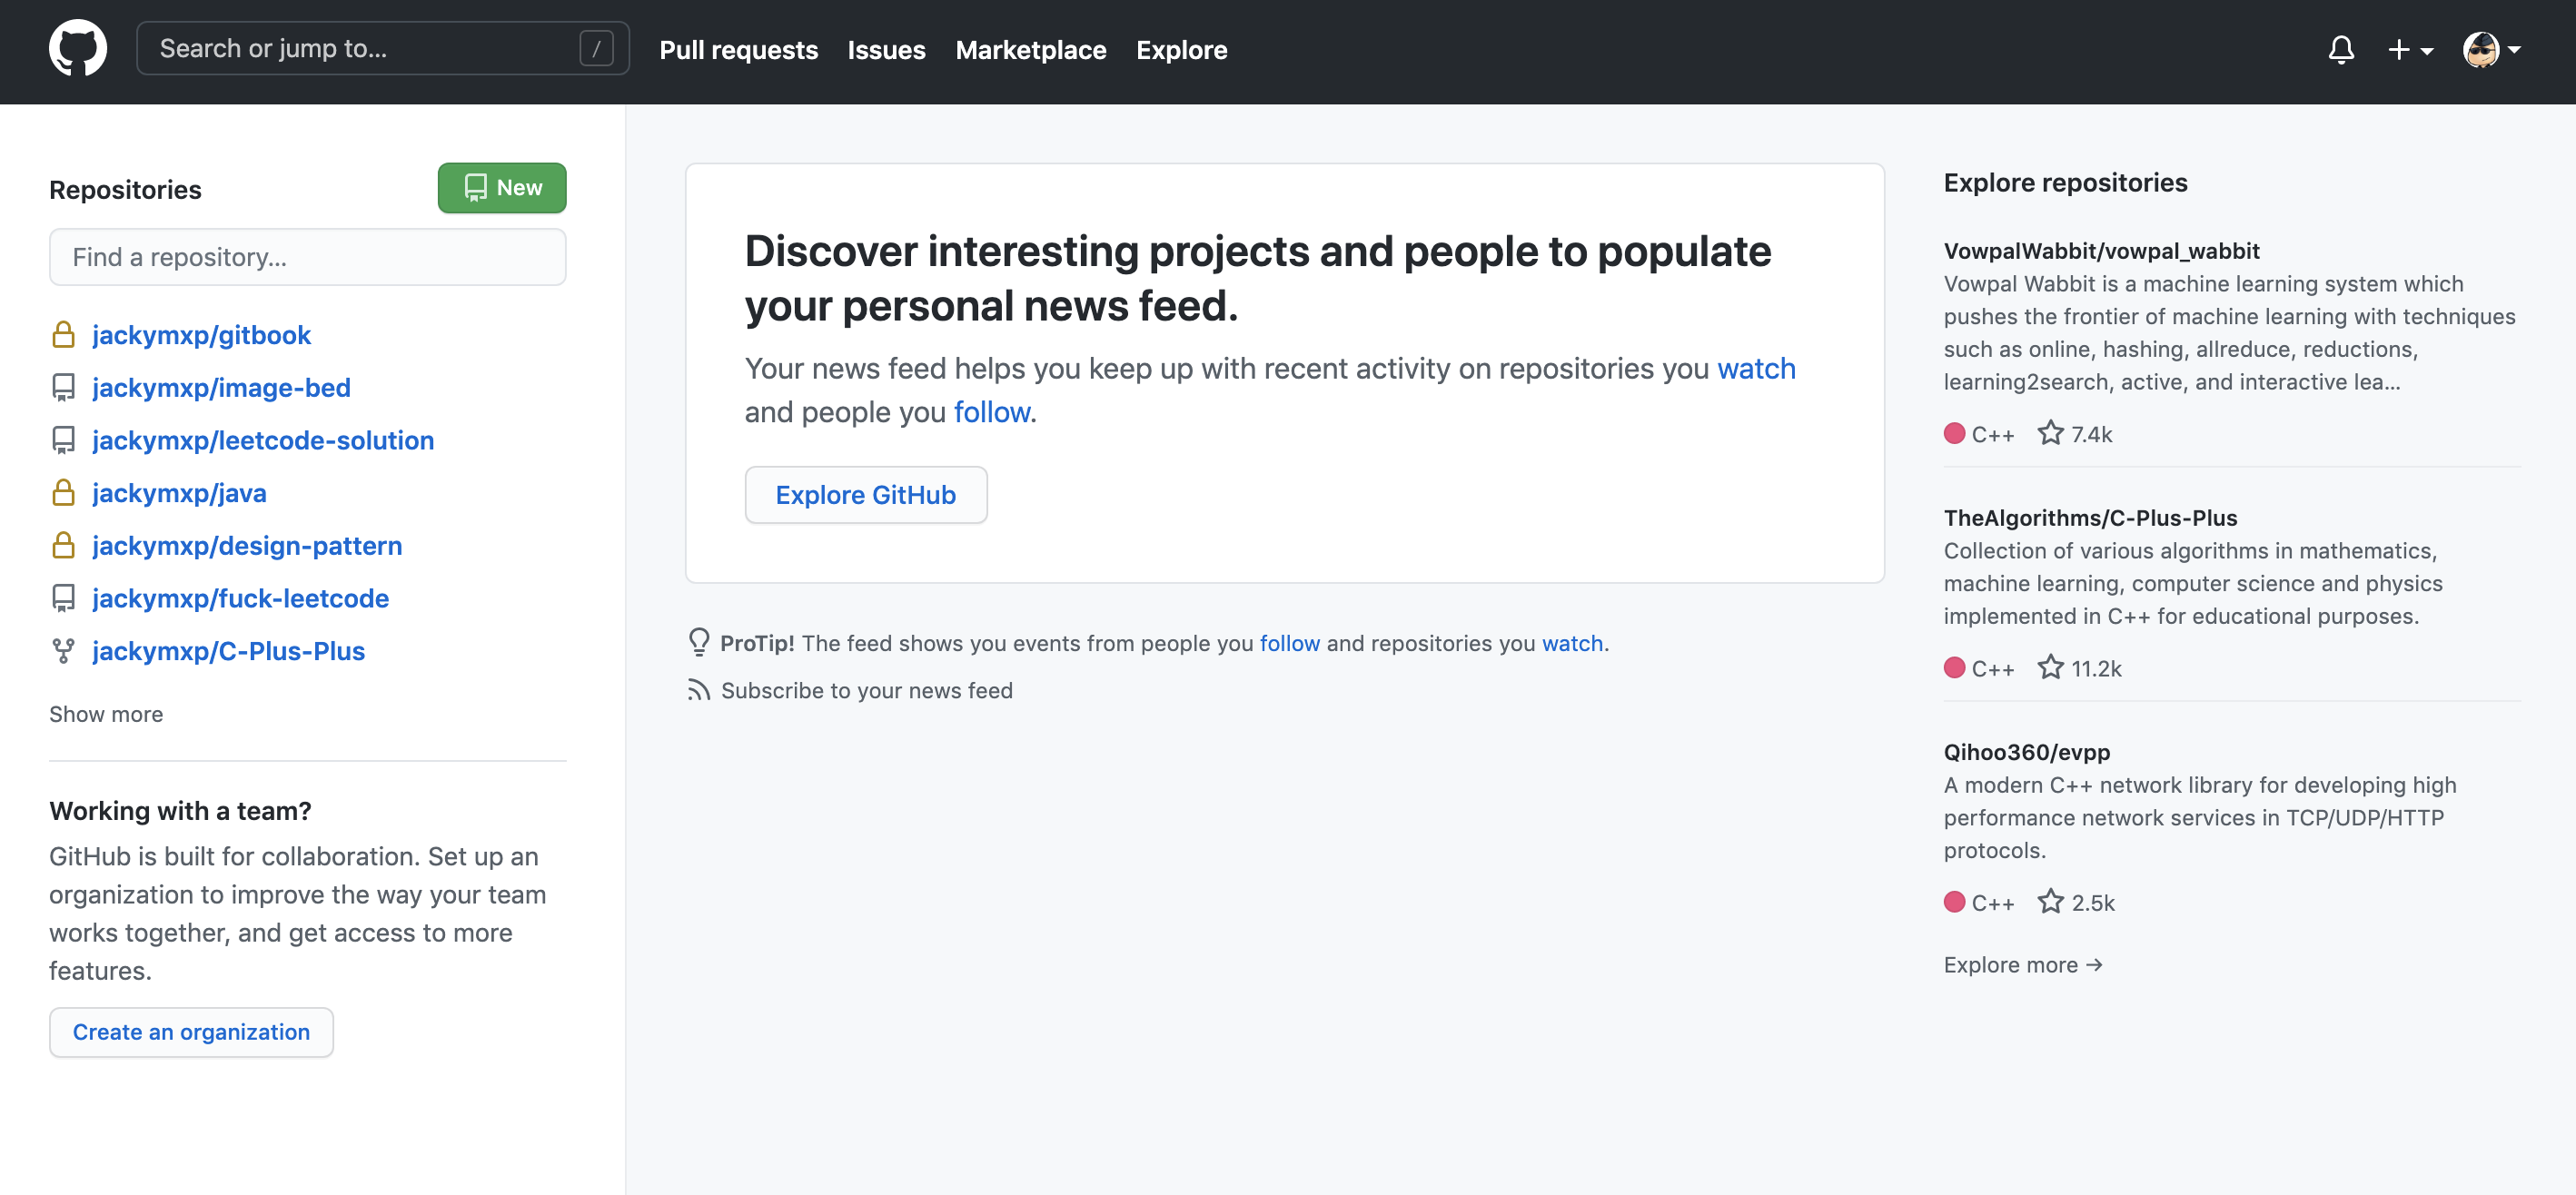 Search or jump to...
/
Pull requests
Issues
Marketplace
Explore
Repositories
New
Find a repository...
jackymxp/gitbook
jackymxp/image-bed
jackymxp/leetcode-solution
jackymxp/java
jackymxp/design-pattern
jackymxp/fuck-leetcode
jackymxp/C-Plus-Plus
Show more
Working with a team?
GitHub is built for collaboration. Set up an
organization to improve the way your team
works together, and get access to more
features.
Create an organization
Discover interesting projects and people to populate
your personal news feed.
Your news feed helps you keep up with recent activity on repositories you watch
and people you follow.
Explore GitHub
ProTip! The feed shows you events from people you follow and repositories you watch.
Subscribe to your news feed
Explore repositories
VowpalWabbit/vowpal_wabbit
Vowpal Wabbit is a machine learning system which
pushes the frontier of machine learning with techniques
such as online, hashing, allreduce, reductions,
learning2search, active, and interactive lea...
C++ 7.4k
TheAlgorithms/C-Plus-Plus
Collection of various algorithms in mathematics,
machine learning, computer science and physics
implemented in C++ for educational purposes.
C++ 11.2k
Qihoo360/evpp
A modern C++ network library for developing high
performance network services in TCP/UDP/HTTP
protocols.
C++ 2.5k
Explore more →